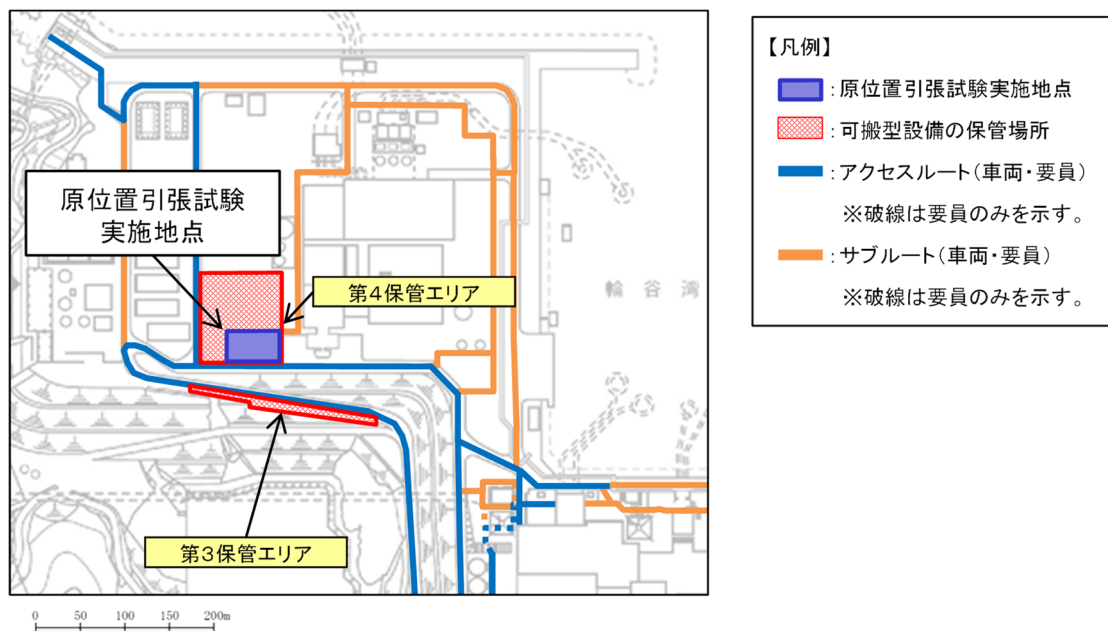 原位置引張試験
実施地点
第4保管エリア
輪谷湾
第3保管エリア
0 50 100 150 200m
【凡例】
：原位置引張試験実施地点
：可搬型設備の保管場所
：アクセスルート（車両・要員）
※破線は要員のみを示す。
：サブルート（車両・要員）
※破線は要員のみを示す。